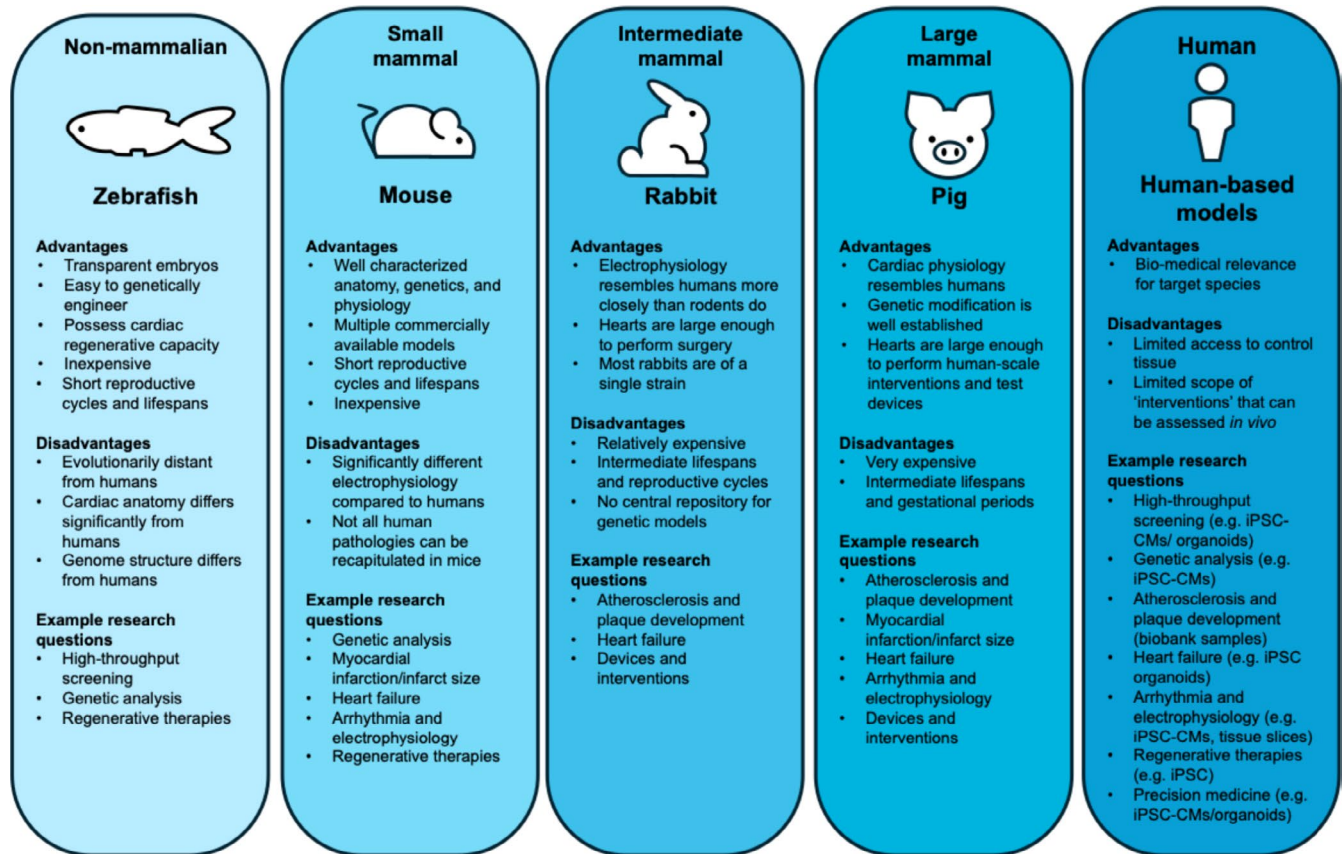 Non-mammalian
Zebrafish
Advantages
• Transparent embryos
• Easy to genetically
engineer
• Possess cardiac
regenerative capacity
• Inexpensive
• Short reproductive
cycles and lifespans
Disadvantages
• Evolutionarily distant
from humans
• Cardiac anatomy differs
significantly from
humans
• Genome structure differs
from humans
Example research
questions
• High-throughput
screening
• Genetic analysis
• Regenerative therapies
Small
mammal
Mouse
Advantages
• Well characterized
anatomy, genetics, and
physiology
• Multiple commercially
available models
• Short reproductive
cycles and lifespans
• Inexpensive
Disadvantages
• Significantly different
electrophysiology
compared to humans
• Not all human
pathologies can be
recapitulated in mice
Example research
questions
• Genetic analysis
• Myocardial
infarction/infarct size
• Heart failure
• Arrhythmia and
electrophysiology
• Regenerative therapies
Intermediate
mammal
Rabbit
Advantages
• Electrophysiology
resembles humans more
closely than rodents do
• Hearts are large enough
to perform surgery
• Most rabbits are of a
single strain
Disadvantages
• Relatively expensive
• Intermediate lifespans
and reproductive cycles
• No central repository for
genetic models
Example research
questions
• Atherosclerosis and
plaque development
• Heart failure
• Devices and
interventions
Large
mammal
Pig
Advantages
• Cardiac physiology
resembles humans
• Genetic modification is
well established
• Hearts are large enough
to perform human-scale
interventions and test
devices
Disadvantages
• Very expensive
• Intermediate lifespans
and gestational periods
Example research
questions
• Atherosclerosis and
plaque development
• Myocardial
infarction/infarct size
• Heart failure
• Arrhythmia and
electrophysiology
• Devices and
interventions
Human
Human-based
models
Advantages
• Bio-medical relevance
for target species
Disadvantages
• Limited access to control
tissue
• Limited scope of
‘interventions’ that can
be assessed in vivo
Example research
questions
• High-throughput
screening (e.g. iPSC-
CMs/ organoids)
• Genetic analysis (e.g.
iPSC-CMs)
• Atherosclerosis and
plaque development
(biobank samples)
• Heart failure (e.g. iPSC
organoids)
• Arrhythmia and
electrophysiology (e.g.
iPSC-CMs, tissue slices)
• Regenerative therapies
(e.g. iPSC)
• Precision medicine (e.g.
iPSC-CMs/organoids)